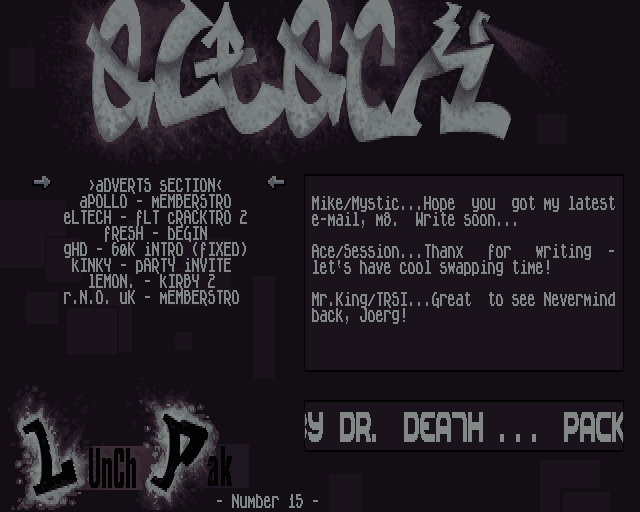 >aDVERTS sECTION<
aPOLLO - mEMBERSTRO
eLTECH - fLT cRACKTRO 2
fRESH - bEGIN
gHD - 60K iNTRO (fIXED)
kINKY - pARTY iNVITE
lEMON. - kIRBY 2
r.N.O. uK - mEMBERSTRO
Mike/Mystic...Hope you got my latest
e-mail, m8. Write soon...
Ace/Session...Thanx for writing -
let's have cool swapping time!
Mr.King/TRSI...Great to see Nevermind
back, Joerg!
BY DR. DEATH ... PACK
LUnCh Pak
- Number 15 -